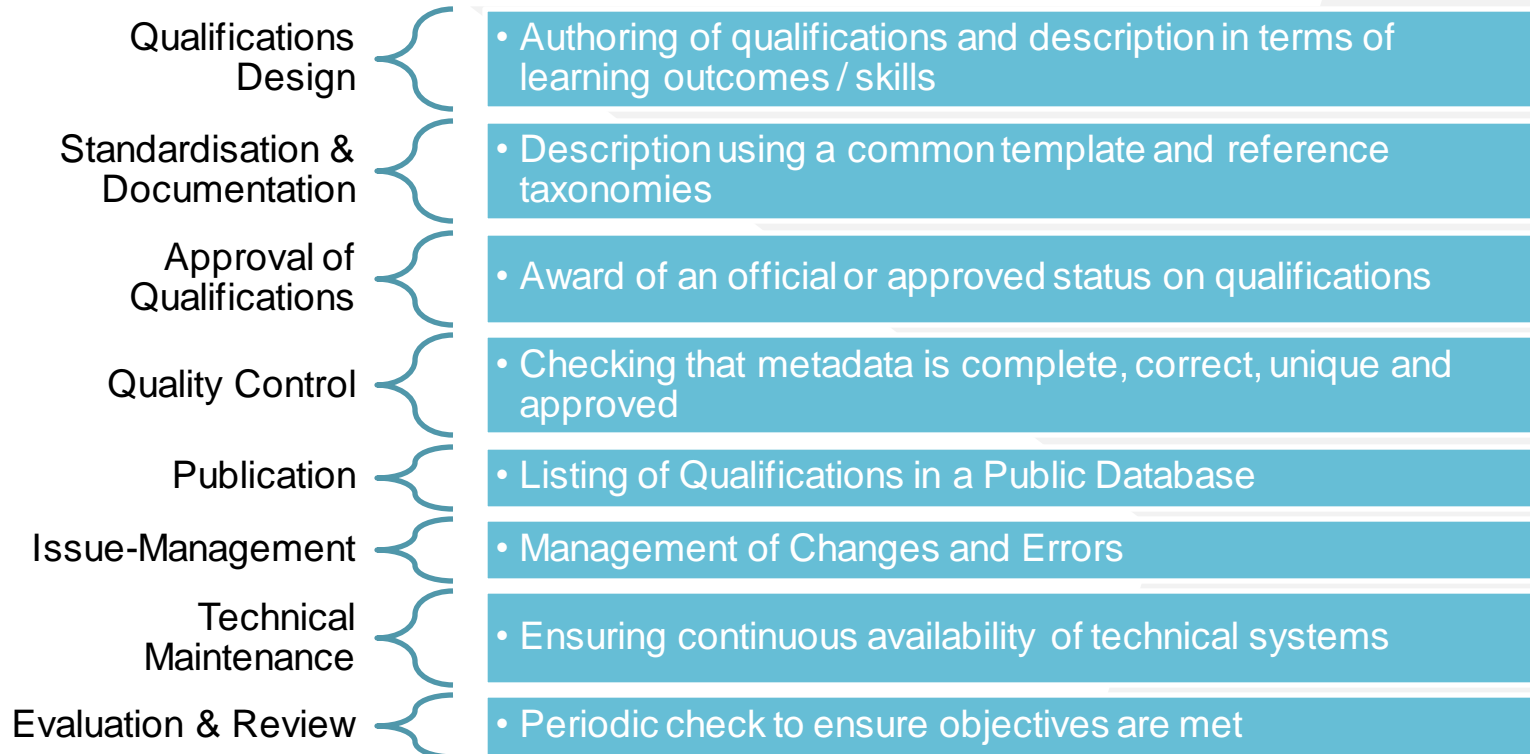 Qualifications
Design
• Authoring of qualifications and description in terms of
learning outcomes / skills
Standardisation &
Documentation
• Description using a common template and reference
taxonomies
Approval of
Qualifications
• Award of an official or approved status on qualifications
Quality Control
• Checking that metadata is complete, correct, unique and
approved
Publication
• Listing of Qualifications in a Public Database
Issue-Management
• Management of Changes and Errors
Technical
Maintenance
• Ensuring continuous availability of technical systems
Evaluation & Review
• Periodic check to ensure objectives are met